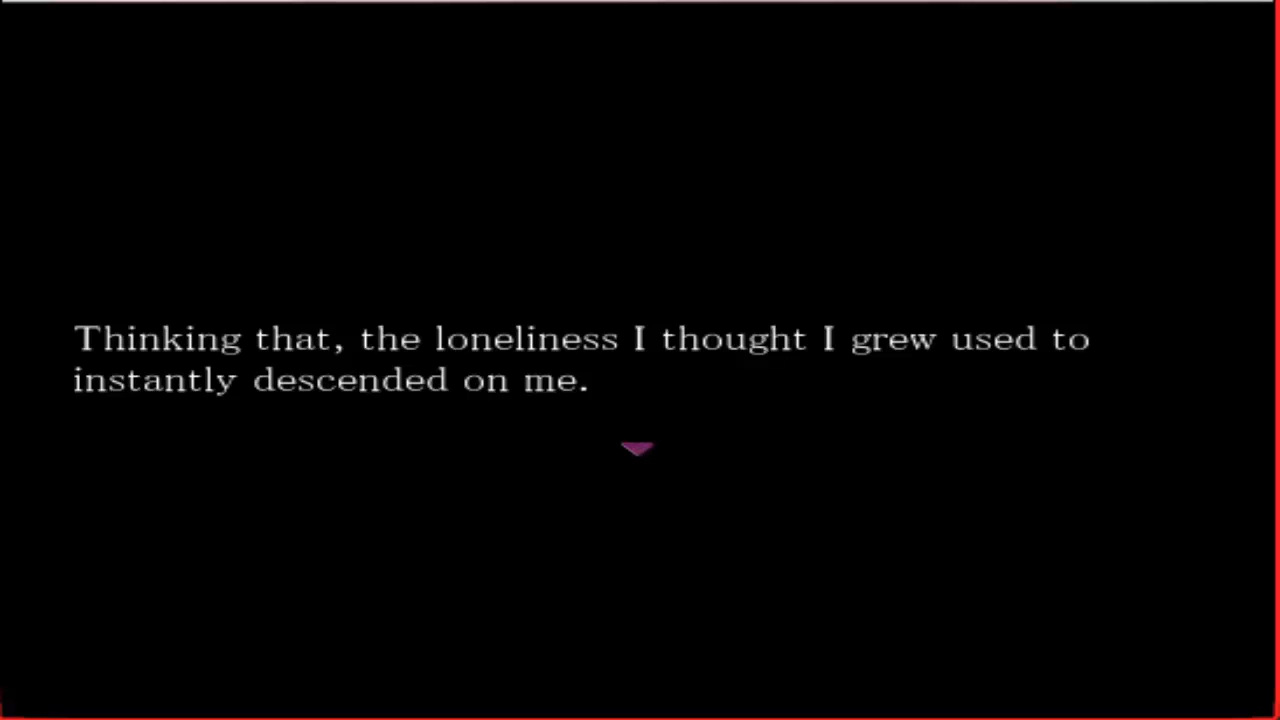 Thinking that, the loneliness I thought I grew used to
instantly descended on me.